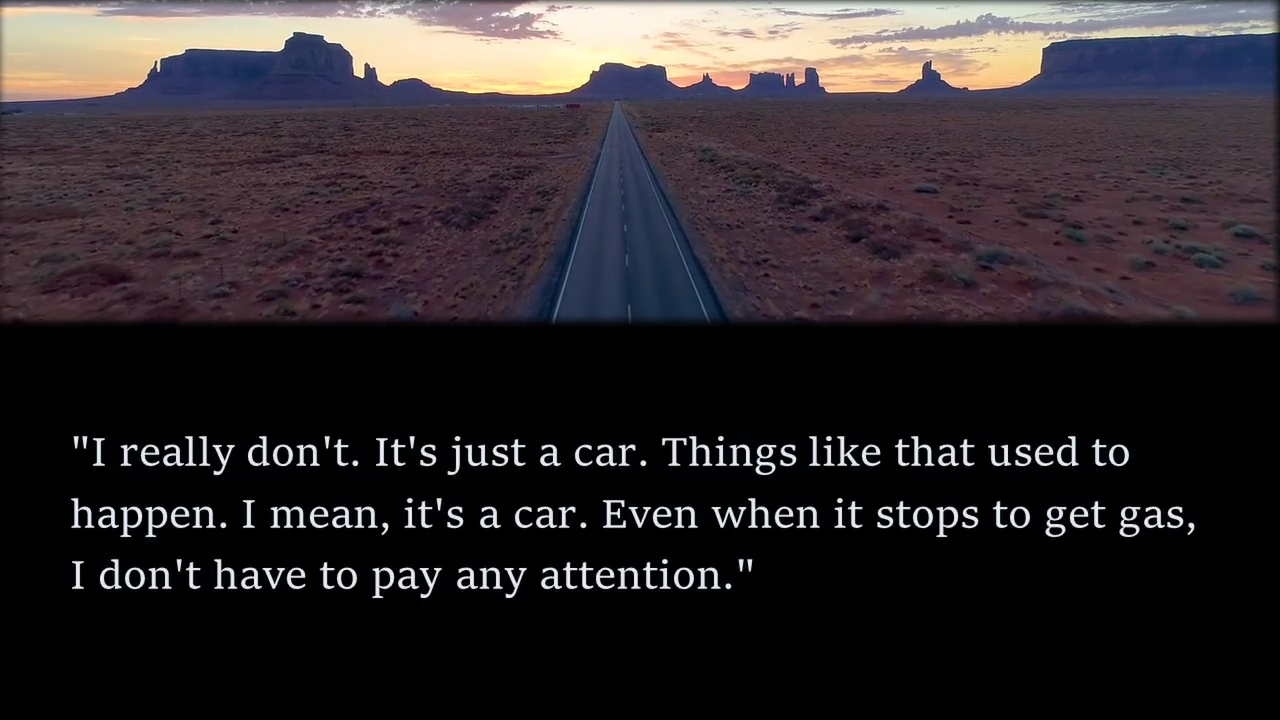 "I really don't. It's just a car. Things like that used to
happen. I mean, it's a car. Even when it stops to get gas,
I don't have to pay any attention."